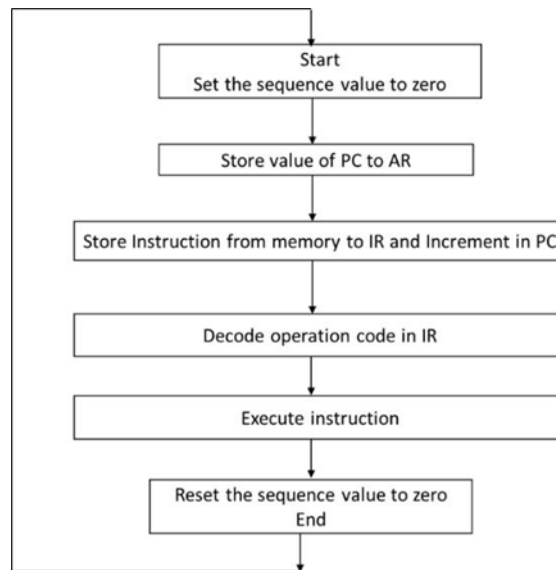 Start
Set the sequence value to zero
Store value of PC to AR
Store Instruction from memory to IR and Increment in PC
Decode operation code in IR
Execute instruction
Reset the sequence value to zero
End